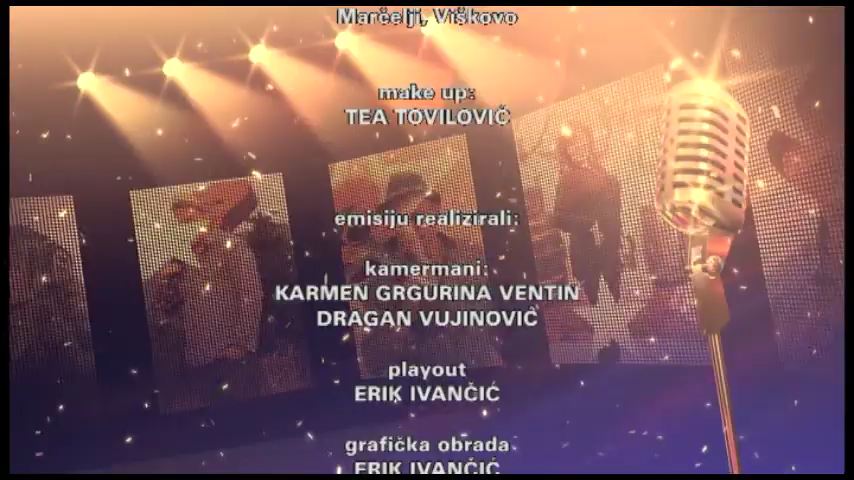 Marčelji, Viškovo
make up:
TEA TOVILOVIĆ
emisiju realizirali:
kamermani:
KARMEN GRGURINA VENTIN
DRAGAN VUJINOVIĆ
playout
ERIK IVANČIĆ
grafička obrada
ERIK IVANČIĆ